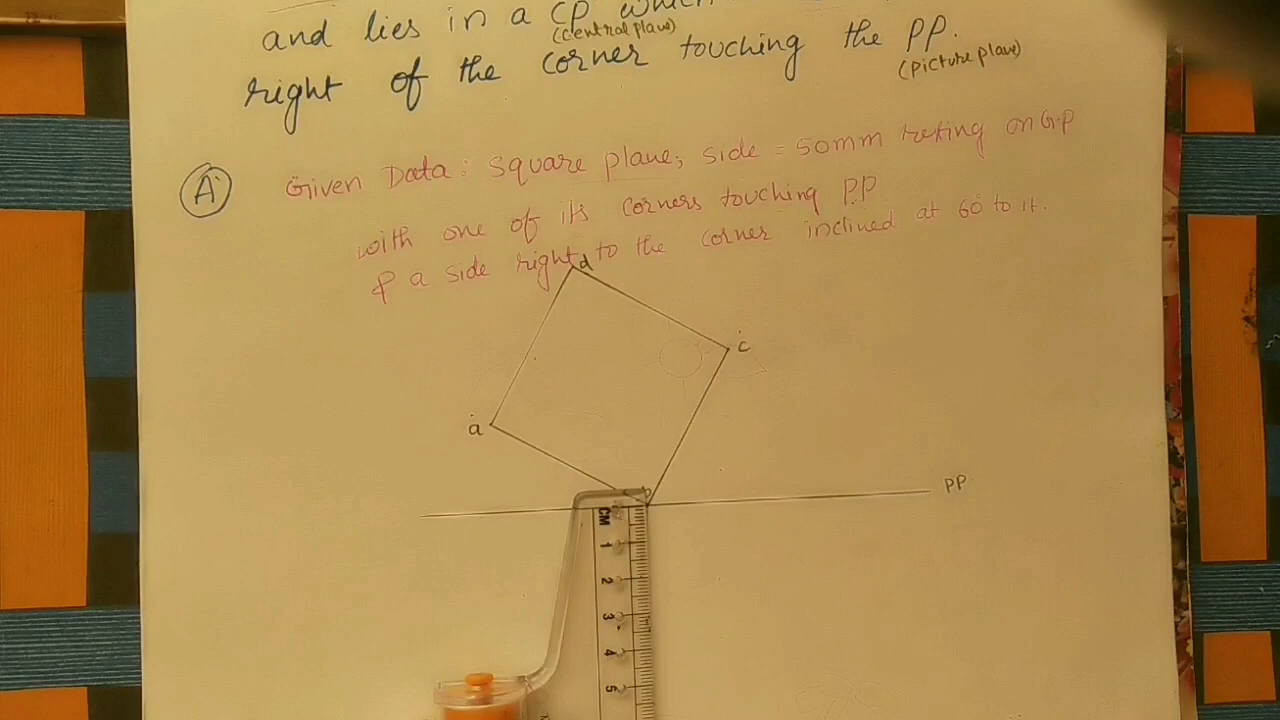 and lies in a CP which
(central plane)
right of the corner touching the PP.
(Picture plane)
A Given Data: square plane; side = 50mm resting on G.P
with one of its corners touching P.P
& a side right to the corner inclined at 60 to it.
d
c
a
b
PP
CM
1
2
3
4
5